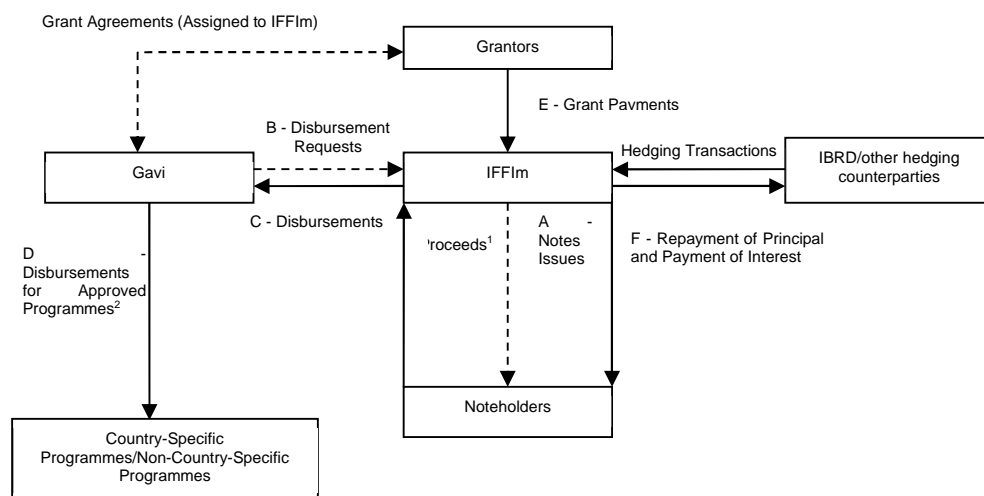 Grant Agreements (Assigned to IFFIm)
Grantors
E - Grant Payments
B - Disbursement
Requests
Hedging Transactions
Gavi
IFFIm
IBRD/other hedging
counterparties
C - Disbursements
roceeds¹
A -
Notes
Issues
F - Repayment of Principal
and Payment of Interest
D -
Disbursements
for Approved
Programmes²
Noteholders
Country-Specific
Programmes/Non-Country-Specific
Programmes